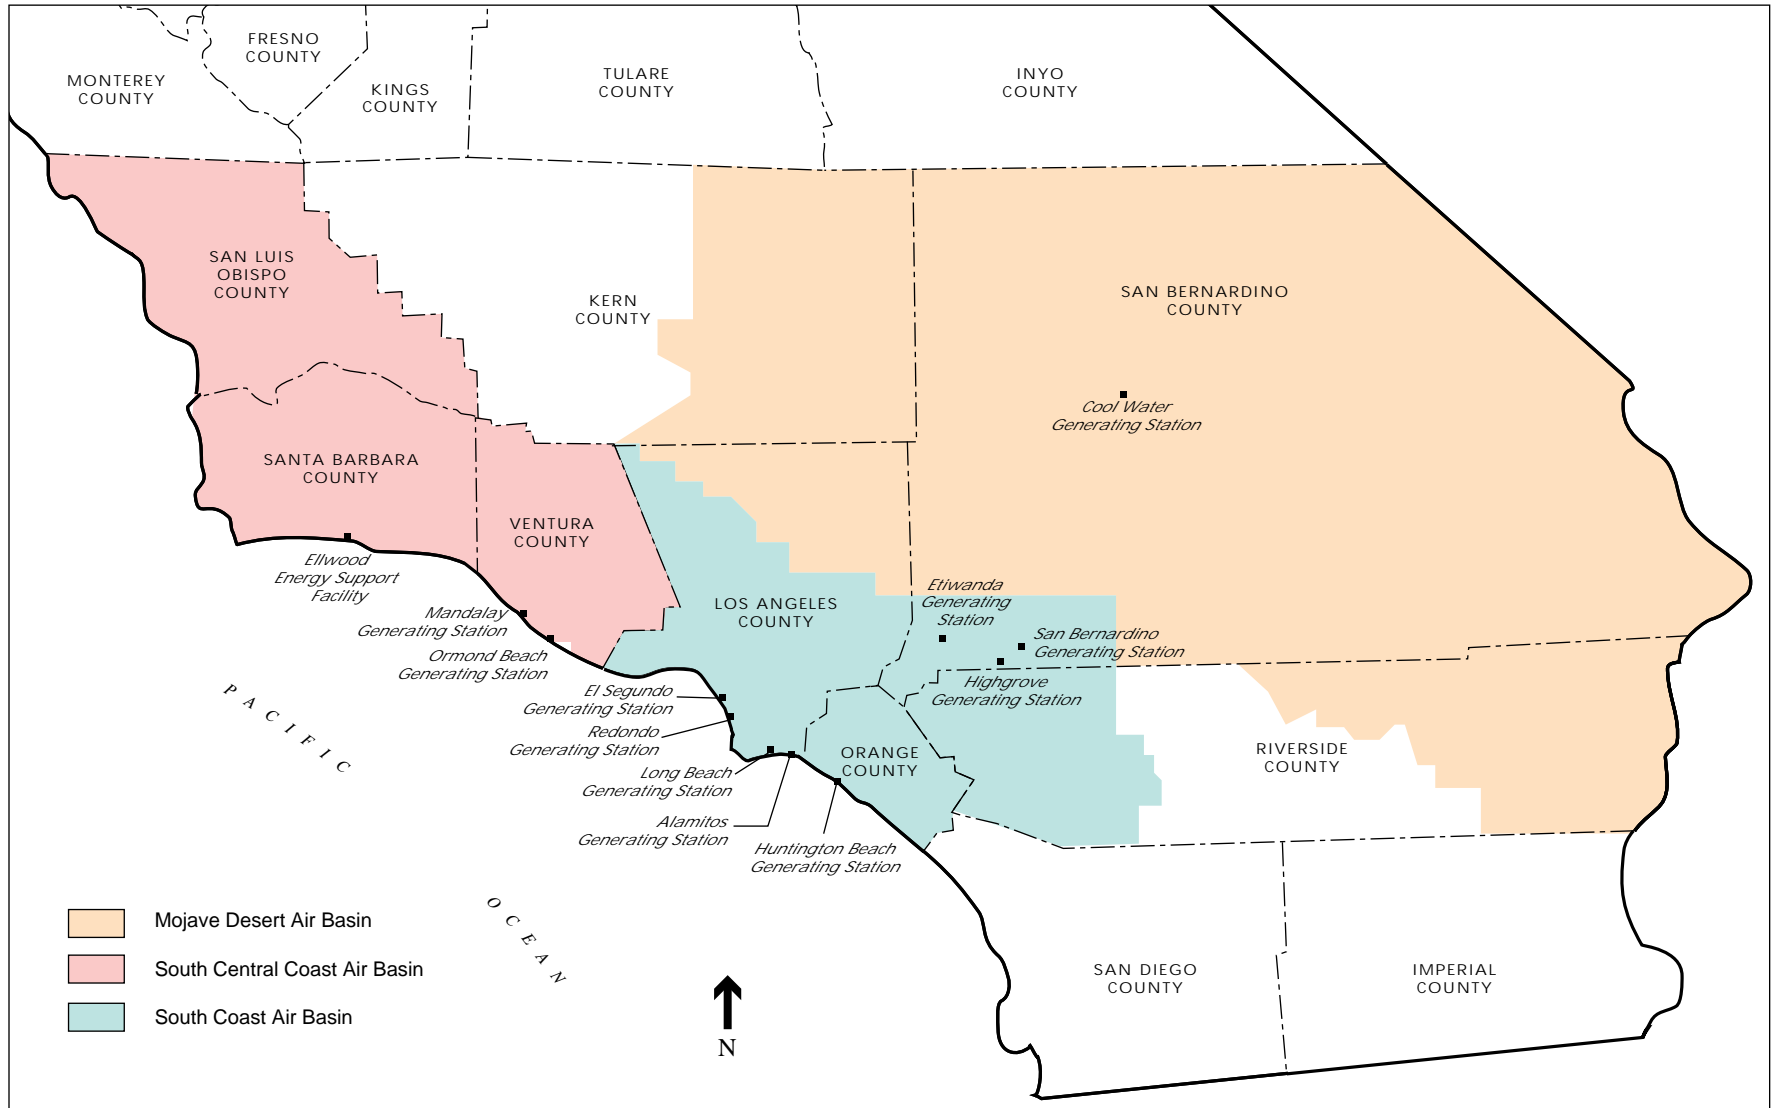 FRESNO
COUNTY
MONTEREY
COUNTY
KINGS
COUNTY
TULARE
COUNTY
INYO
COUNTY
SAN LUIS
OBISPO
COUNTY
KERN
COUNTY
SAN BERNARDINO
COUNTY
Cool Water
Generating Station
SANTA BARBARA
COUNTY
VENTURA
COUNTY
Ellwood
Energy Support
Facility
Mandalay
Generating Station
Ormond Beach
Generating Station
LOS ANGELES
COUNTY
Etiwanda
Generating
Station
San Bernardino
Generating Station
Highgrove
Generating Station
El Segundo
Generating Station
Redondo
Generating Station
Long Beach
Generating Station
Alamitos
Generating Station
Huntington Beach
Generating Station
ORANGE
COUNTY
RIVERSIDE
COUNTY
PACIFIC
OCEAN
SAN DIEGO
COUNTY
IMPERIAL
COUNTY
Mojave Desert Air Basin
South Central Coast Air Basin
South Coast Air Basin
N